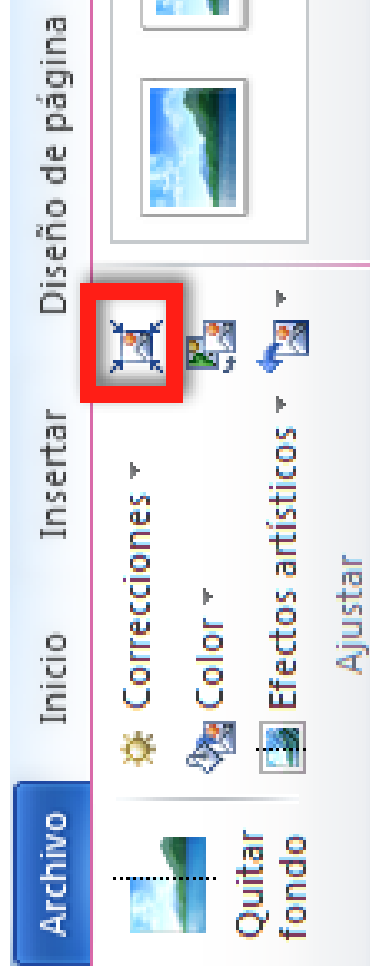 Archivo Inicio Insertar Diseño de página
Quitar fondo
Correcciones
Color
Efectos artísticos
Ajustar